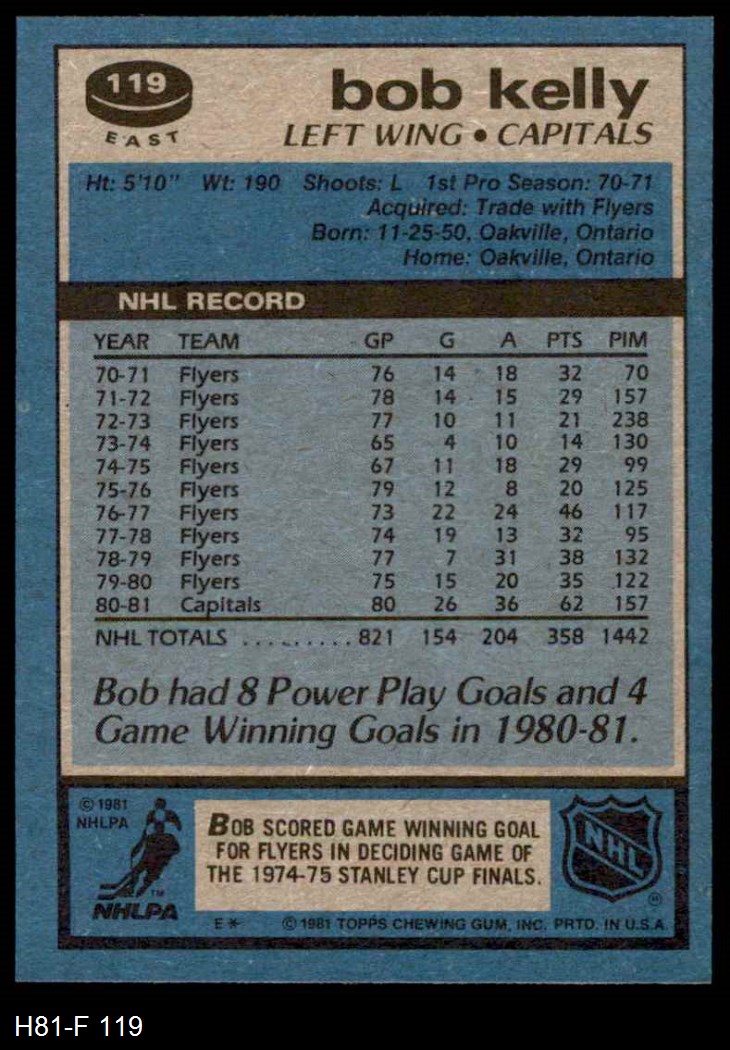 119
EAST
bob kelly
LEFT WING • CAPITALS
Ht: 5'10" Wt: 190 Shoots: L 1st Pro Season: 70-71
Acquired: Trade with Flyers
Born: 11-25-50, Oakville, Ontario
Home: Oakville, Ontario
NHL RECORD
YEAR TEAM GP G A PTS PIM
70-71 Flyers 76 14 18 32 70
71-72 Flyers 78 14 15 29 157
72-73 Flyers 77 10 11 21 238
73-74 Flyers 65 4 10 14 130
74-75 Flyers 67 11 18 29 99
75-76 Flyers 79 12 8 20 125
76-77 Flyers 73 22 24 46 117
77-78 Flyers 74 19 13 32 95
78-79 Flyers 77 7 31 38 132
79-80 Flyers 75 15 20 35 122
80-81 Capitals 80 26 36 62 157
NHL TOTALS .......... 821 154 204 358 1442
Bob had 8 Power Play Goals and 4
Game Winning Goals in 1980-81.
© 1981
NHLPA
TM
NHLPA
BOB SCORED GAME WINNING GOAL
FOR FLYERS IN DECIDING GAME OF
THE 1974-75 STANLEY CUP FINALS.
NHL
E* © 1981 TOPPS CHEWING GUM, INC. PRTD. IN U.S.A.
H81-F 119